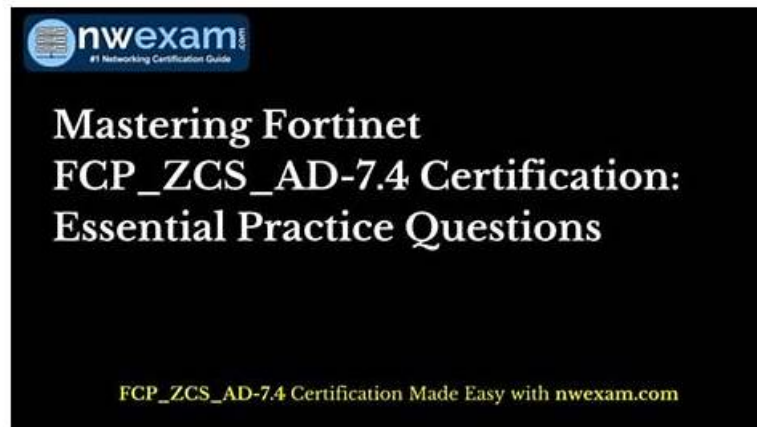 nwexam.com
#1 Networking Certification Guide
Mastering Fortinet
FCP_ZCS_AD-7.4 Certification:
Essential Practice Questions
FCP_ZCS_AD-7.4 Certification Made Easy with nwexam.com